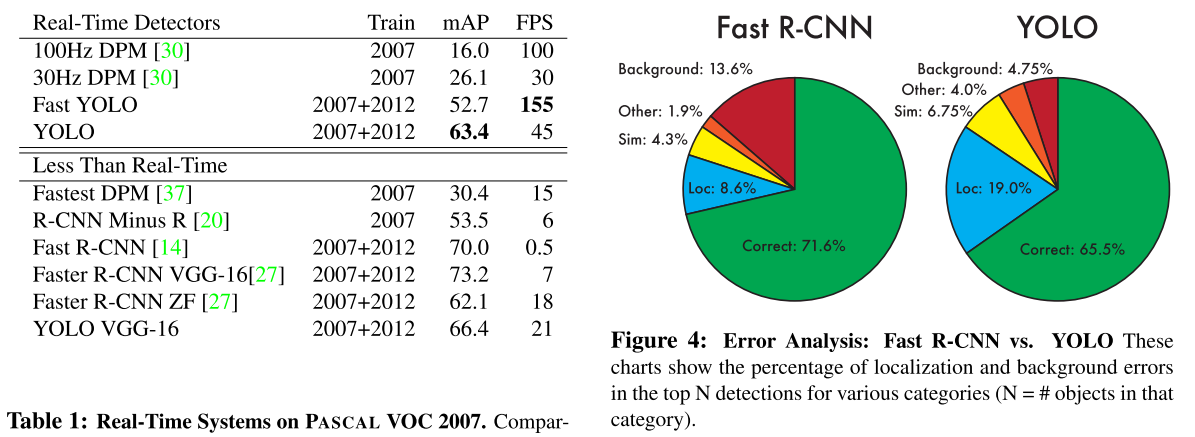 Real-Time Detectors Train mAP FPS
100Hz DPM [30] 2007 16.0 100
30Hz DPM [30] 2007 26.1 30
Fast YOLO 2007+2012 52.7 155
YOLO 2007+2012 63.4 45
Less Than Real-Time
Fastest DPM [37] 2007 30.4 15
R-CNN Minus R [20] 2007 53.5 6
Fast R-CNN [14] 2007+2012 70.0 0.5
Faster R-CNN VGG-16[27] 2007+2012 73.2 7
Faster R-CNN ZF [27] 2007+2012 62.1 18
YOLO VGG-16 2007+2012 66.4 21
Table 1: Real-Time Systems on PASCAL VOC 2007. Compar-
Fast R-CNN
Background: 13.6%
Other: 1.9%
Sim: 4.3%
Loc: 8.6%
Correct: 71.6%
YOLO
Background: 4.75%
Other: 4.0%
Sim: 6.75%
Loc: 19.0%
Correct: 65.5%
Figure 4: Error Analysis: Fast R-CNN vs. YOLO These
charts show the percentage of localization and background errors
in the top N detections for various categories (N = # objects in that
category).